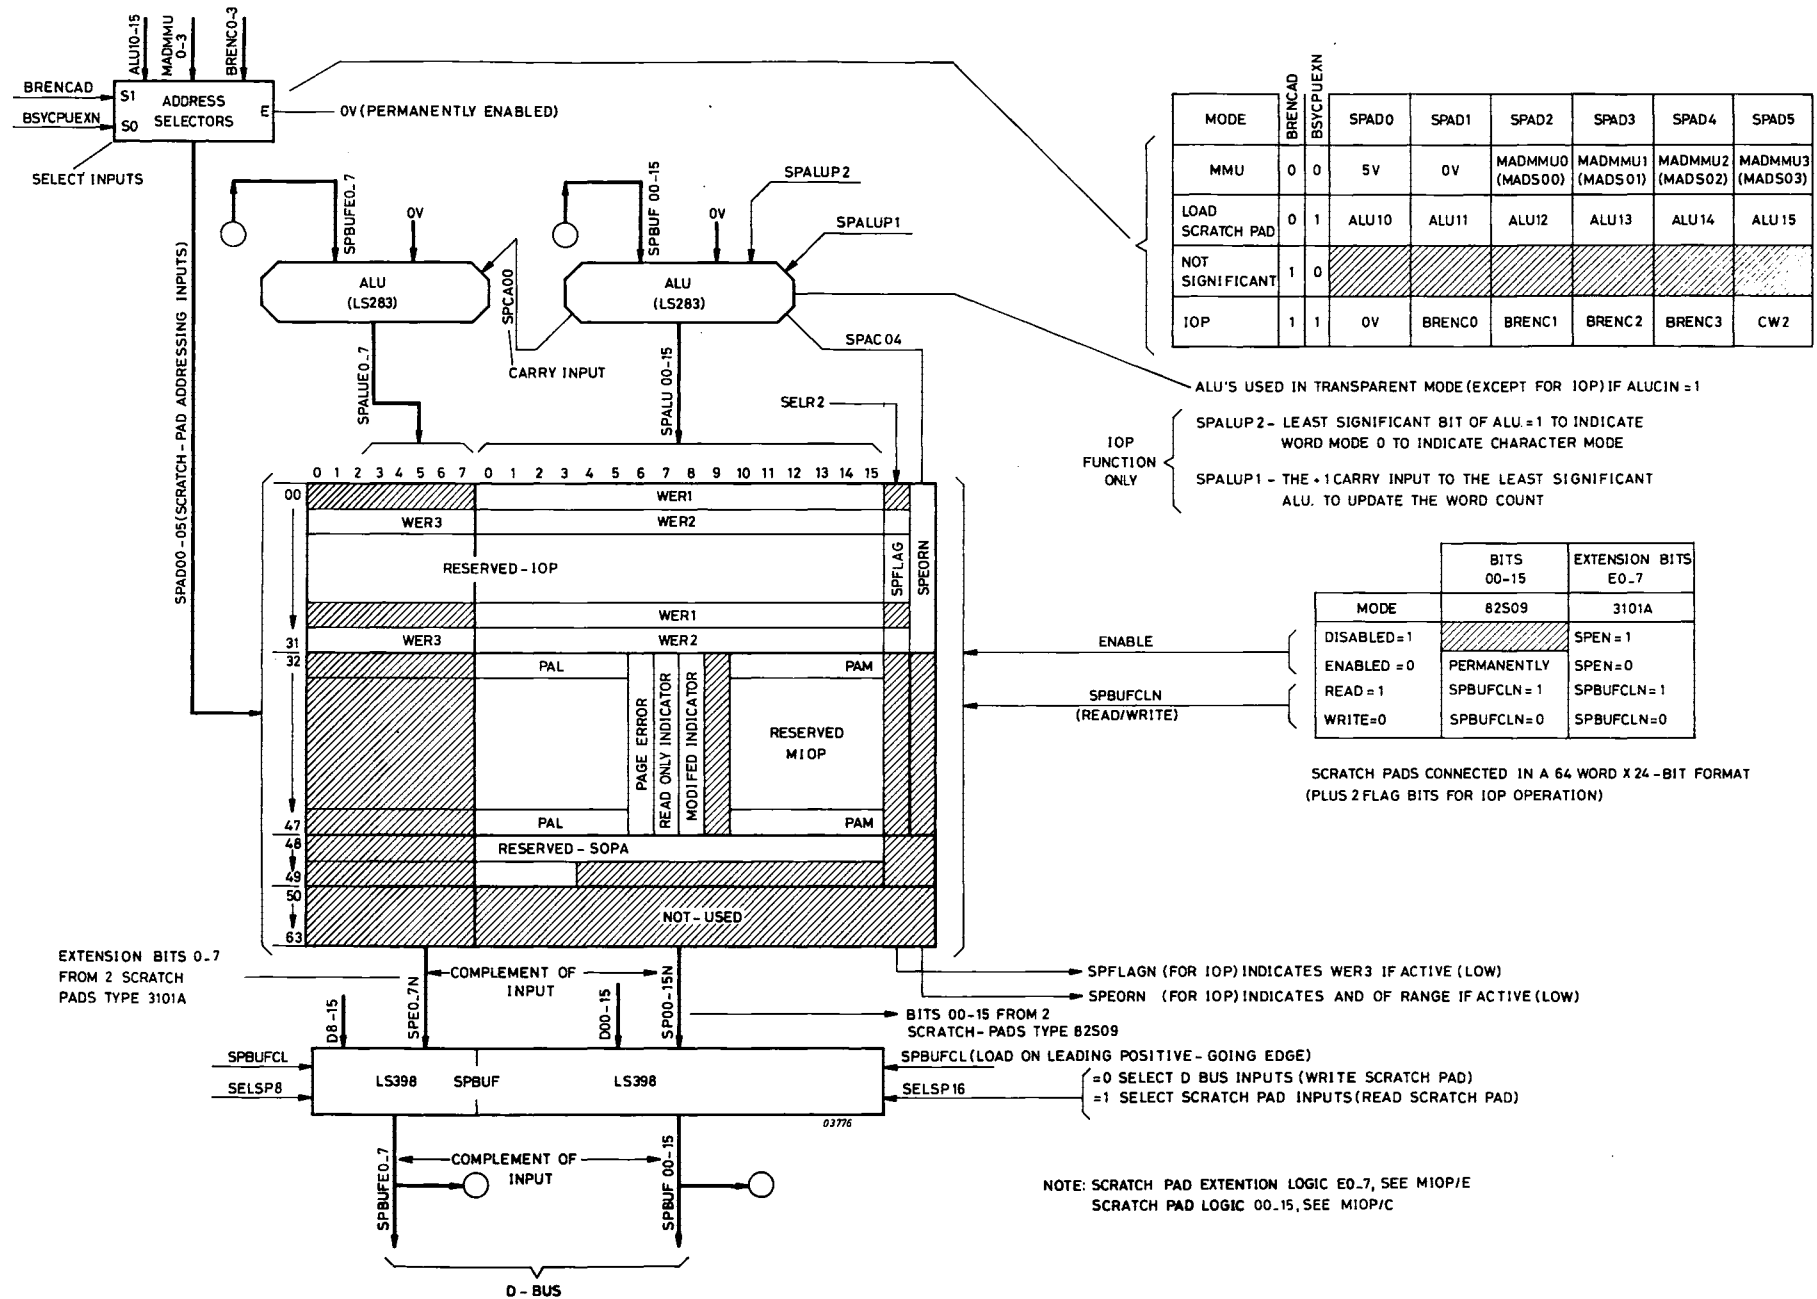 ALU10-15
MADMMU
0-3
BRENC0-3
BRENCAD
BSYCPUEXN
S1
S0
ADDRESS
SELECTORS
E
0V (PERMANENTLY ENABLED)
SELECT INPUTS
SPAD00-05 (SCRATCH-PAD ADDRESSING INPUTS)
SPBUFE0_7
0V
ALU
(LS283)
SPCA00
SPBUF 00-15
0V
SPALUP2
SPALUP1
ALU
(LS283)
SPAC04
CARRY INPUT
SPALUE0_7
SPALU 00-15
SELR2
MODE BRENCAD BSYCPUEXN SPAD0 SPAD1 SPAD2 SPAD3 SPAD4 SPAD5
MMU 0 0 5V 0V MADMMU0 MADMMU1 MADMMU2 MADMMU3
(MADS00) (MADS01) (MADS02) (MADS03)
LOAD
SCRATCH PAD 0 1 ALU10 ALU11 ALU12 ALU13 ALU14 ALU15
NOT
SIGNIFICANT 1 0
IOP 1 1 0V BRENC0 BRENC1 BRENC2 BRENC3 CW2
ALU'S USED IN TRANSPARENT MODE (EXCEPT FOR IOP) IF ALUCIN = 1
IOP
FUNCTION
ONLY
SPALUP2 - LEAST SIGNIFICANT BIT OF ALU.=1 TO INDICATE
WORD MODE 0 TO INDICATE CHARACTER MODE
SPALUP1 - THE +1 CARRY INPUT TO THE LEAST SIGNIFICANT
ALU. TO UPDATE THE WORD COUNT
0 1 2 3 4 5 6 7 0 1 2 3 4 5 6 7 8 9 10 11 12 13 14 15
00
WER1
WER3 WER2
RESERVED-IOP
SPFLAG
SPEORN
WER1
31
WER3 WER2
32
PAL
PAM
PAGE ERROR
READ ONLY INDICATOR
MODIFED INDICATOR
RESERVED
MIOP
47
PAL
PAM
48
RESERVED-SOPA
49
50
NOT-USED
63
ENABLE
SPBUFCLN
(READ/WRITE)
BITS
00-15
EXTENSION BITS
E0_7
MODE 82S09 3101A
DISABLED=1 SPEN=1
ENABLED=0 PERMANENTLY SPEN=0
READ=1 SPBUFCLN=1 SPBUFCLN=1
WRITE=0 SPBUFCLN=0 SPBUFCLN=0
SCRATCH PADS CONNECTED IN A 64 WORD X 24-BIT FORMAT
(PLUS 2 FLAG BITS FOR IOP OPERATION)
EXTENSION BITS 0_7
FROM 2 SCRATCH
PADS TYPE 3101A
COMPLEMENT OF
INPUT
SPFLAGN (FOR IOP) INDICATES WER3 IF ACTIVE (LOW)
SPEORN (FOR IOP) INDICATES AND OF RANGE IF ACTIVE (LOW)
D8-15
SPE0_7N
D00-15
SP00-15N
BITS 00-15 FROM 2
SCRATCH-PADS TYPE 82S09
SPBUFCL
SELSP8
LS398
SPBUF
LS398
SPBUFCL (LOAD ON LEADING POSITIVE-GOING EDGE)
SELSP16
=0 SELECT D BUS INPUTS (WRITE SCRATCH PAD)
=1 SELECT SCRATCH PAD INPUTS (READ SCRATCH PAD)
03776
SPBUFE0_7
COMPLEMENT OF
INPUT
SPBUF 00-15
D-BUS
NOTE: SCRATCH PAD EXTENTION LOGIC E0_7, SEE MIOP/E
SCRATCH PAD LOGIC 00_15, SEE MIOP/C